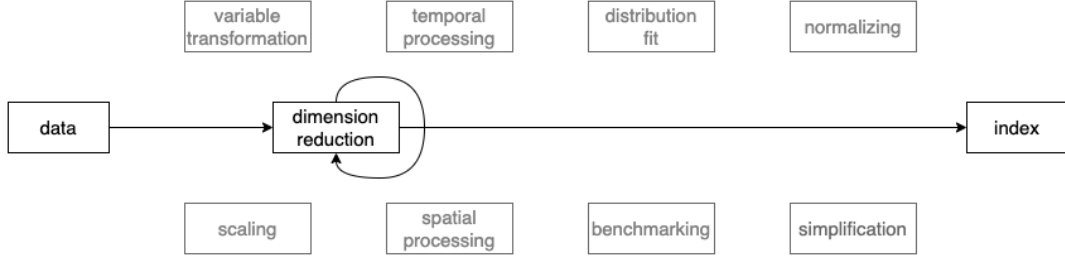 variable
transformation
temporal
processing
distribution
fit
normalizing
data
dimension
reduction
index
scaling
spatial
processing
benchmarking
simplification